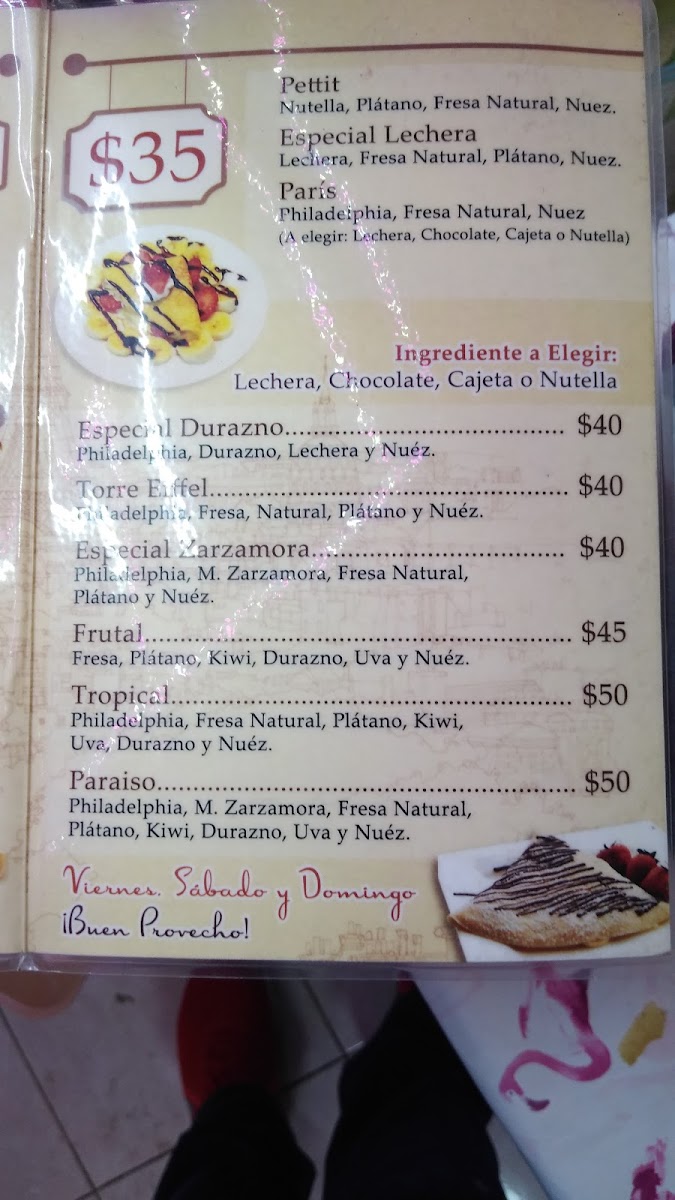 $35
Pettit
Nutella, Plátano, Fresa Natural, Nuez.
Especial Lechera
Lechera, Fresa Natural, Plátano, Nuez.
París
Philadelphia, Fresa Natural, Nuez
(A elegir: Lechera, Chocolate, Cajeta o Nutella)
Ingrediente a Elegir:
Lechera, Chocolate, Cajeta o Nutella
Especial Durazno.......................................... $40
Philadelphia, Durazno, Lechera y Nuéz.
Torre Eiffel..................................................... $40
Philadelphia, Fresa, Natural, Plátano y Nuéz.
Especial Zarzamora...................................... $40
Philadelphia, M. Zarzamora, Fresa Natural,
Plátano y Nuéz.
Frutal................................................................ $45
Fresa, Plátano, Kiwi, Durazno, Uva y Nuéz.
Tropical............................................................ $50
Philadelphia, Fresa Natural, Plátano, Kiwi,
Uva, Durazno y Nuéz.
Paraiso.............................................................. $50
Philadelphia, M. Zarzamora, Fresa Natural,
Plátano, Kiwi, Durazno, Uva y Nuéz.
Viernes, Sábado y Domingo
¡Buen Provecho!